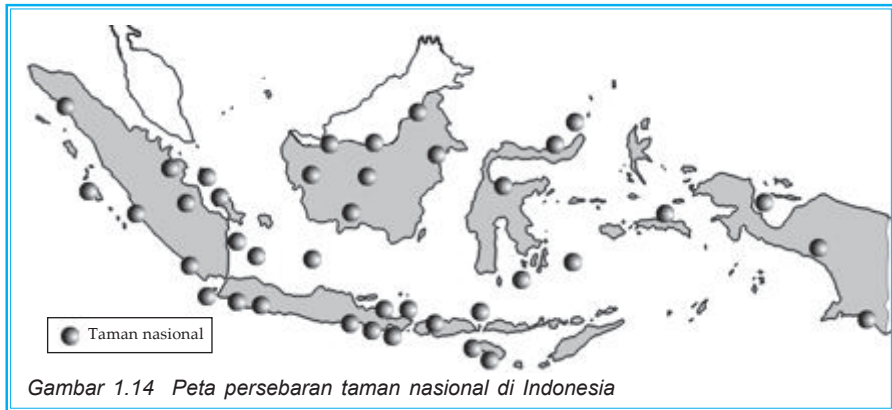 Taman nasional
Gambar 1.14 Peta persebaran taman nasional di Indonesia